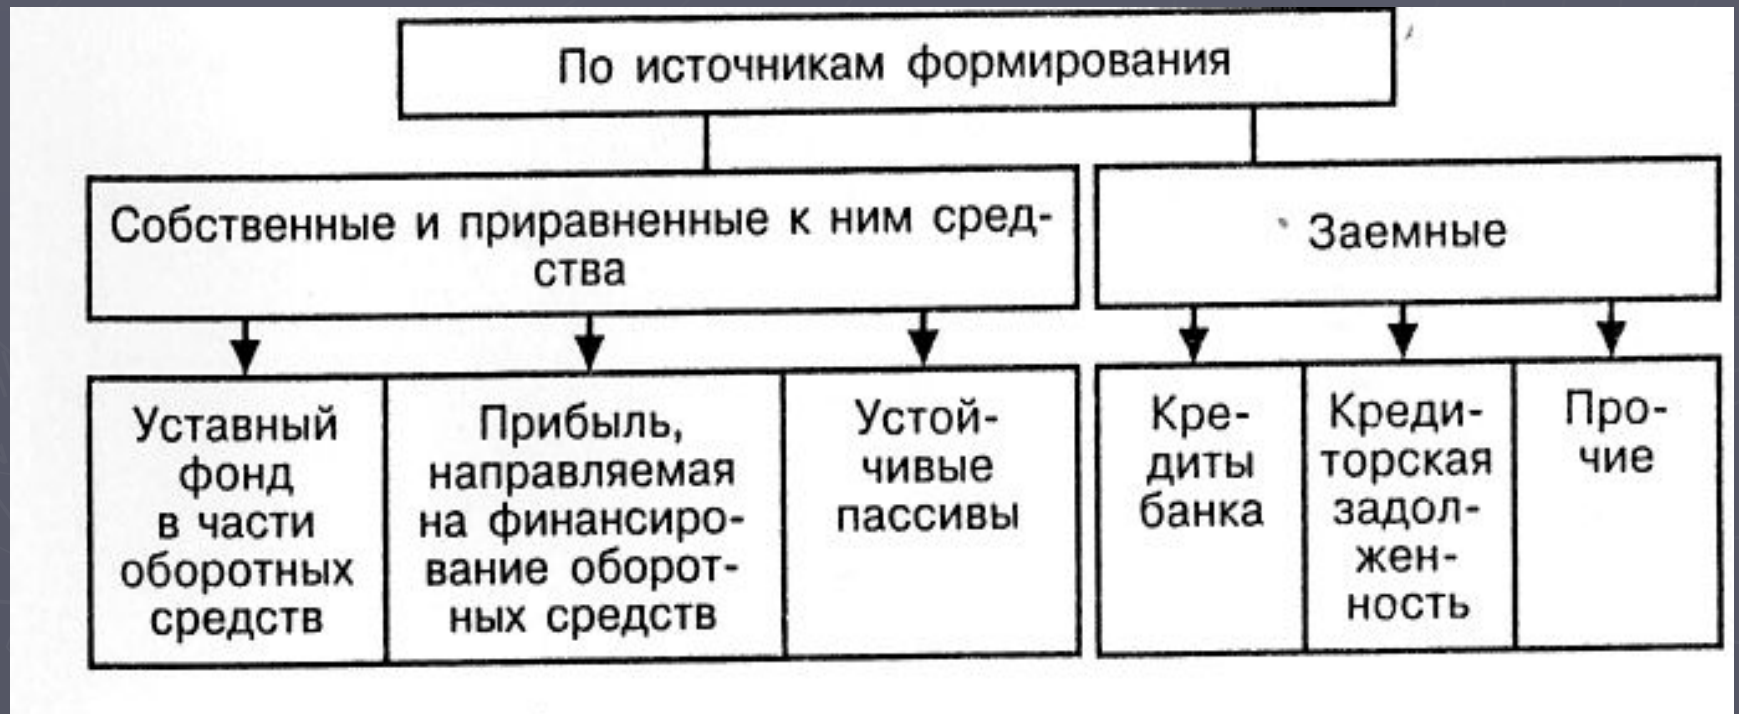 По источникам формирования
Собственные и приравненные к ним сред-
ства
Заемные
Уставный
фонд
в части
оборотных
средств
Прибыль,
направляемая
на финансиро-
вание оборот-
ных средств
Устой-
чивые
пассивы
Кре-
диты
банка
Креди-
торская
задол-
жен-
ность
Про-
чие